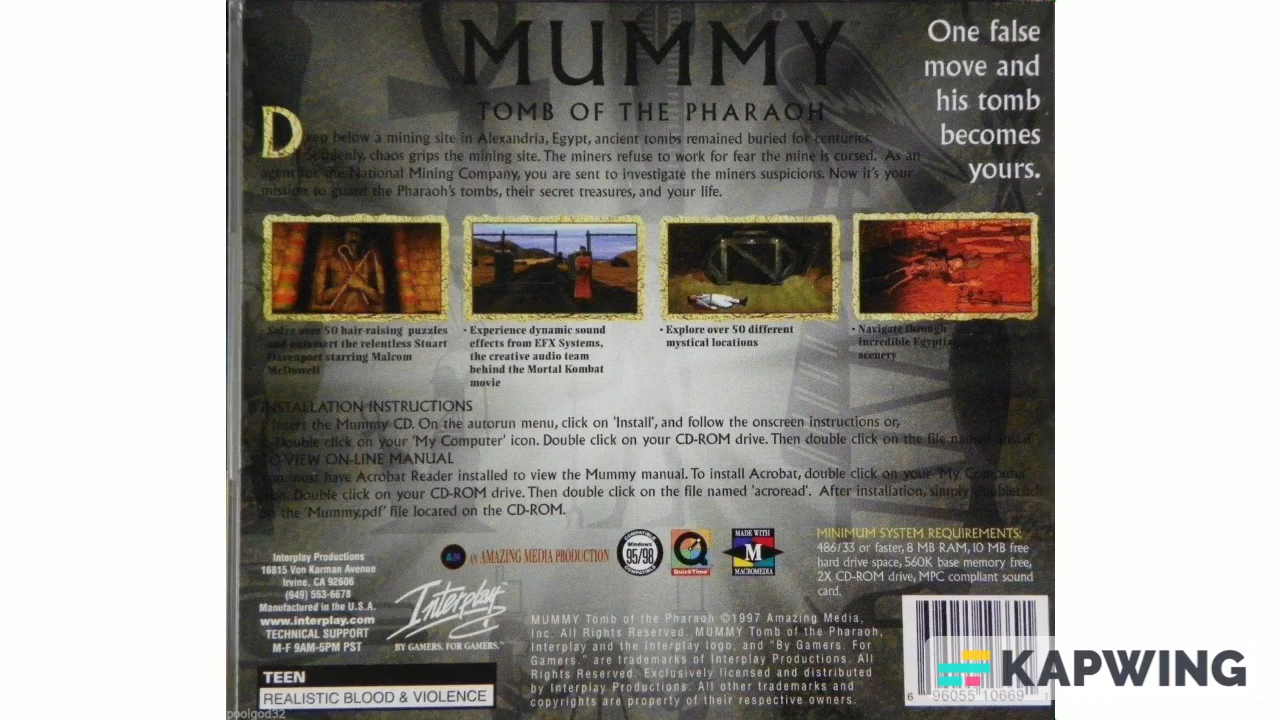 MUMMY
TOMB OF THE PHARAOH
One false
move and
his tomb
becomes
yours.
Deep below a mining site in Alexandria, Egypt, ancient tombs remained buried for centuries.
Suddenly, chaos grips the mining site. The miners refuse to work for fear the mine is cursed. As an
agent for the National Mining Company, you are sent to investigate the miners suspicions. Now it's your
mission to guard the Pharaoh's tombs, their secret treasures, and your life.
· Solve over 50 hair-raising puzzles
and outsmart the relentless Stuart
Davenport starring Malcom
McDowell
· Experience dynamic sound
effects from EFX Systems,
the creative audio team
behind the Mortal Kombat
movie
· Explore over 50 different
mystical locations
· Navigate through
incredible Egyptian
scenery
INSTALLATION INSTRUCTIONS
Insert the Mummy CD. On the autorun menu, click on 'Install', and follow the onscreen instructions or,
Double click on your 'My Computer' icon. Double click on your CD-ROM drive. Then double click on the file named 'install'.
TO VIEW ON-LINE MANUAL
You must have Acrobat Reader installed to view the Mummy manual. To install Acrobat, double click on your 'My Computer'
icon. Double click on your CD-ROM drive. Then double click on the file named 'acroread'. After installation, simply doubleclick
on the 'Mummy.pdf' file located on the CD-ROM.
Interplay Productions
16815 Von Karman Avenue
Irvine, CA 92606
(949) 553-6678
Manufactured in the U.S.A.
www.interplay.com
TECHNICAL SUPPORT
M-F 9AM-5PM PST
AN AMAZING MEDIA PRODUCTION
COMPATIBLE
Windows
95/98
COMPATIBLE
QuickTime™
MADE WITH
M
MACROMEDIA
Interplay™
BY GAMERS. FOR GAMERS.™
MINIMUM SYSTEM REQUIREMENTS:
486/33 or faster, 8 MB RAM, 10 MB free
hard drive space, 560K base memory free,
2X CD-ROM drive, MPC compliant sound
card.
MUMMY Tomb of the Pharaoh ©1997 Amazing Media,
Inc. All Rights Reserved. MUMMY Tomb of the Pharaoh,
Interplay and the Interplay logo, and "By Gamers. For
Gamers." are trademarks of Interplay Productions. All
Rights Reserved. Exclusively licensed and distributed
by Interplay Productions. All other trademarks and
copyrights are property of their respective owners.
TEEN
REALISTIC BLOOD & VIOLENCE
6 96055 10669 1
poolgod32
KAPWING